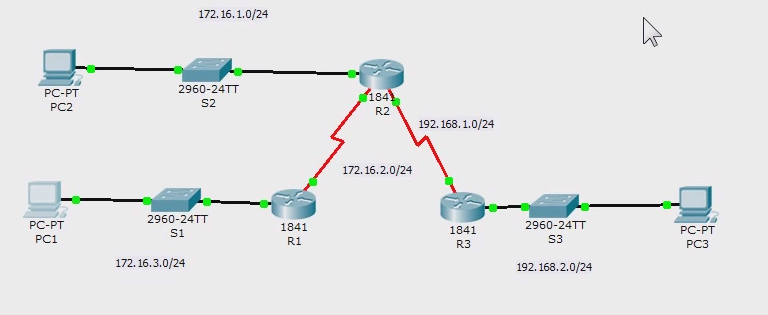 172.16.1.0/24
PC-PT
PC2
2960-24TT
S2
1841
R2
192.168.1.0/24
172.16.2.0/24
PC-PT
PC1
2960-24TT
S1
1841
R1
1841
R3
2960-24TT
S3
PC-PT
PC3
172.16.3.0/24
192.168.2.0/24